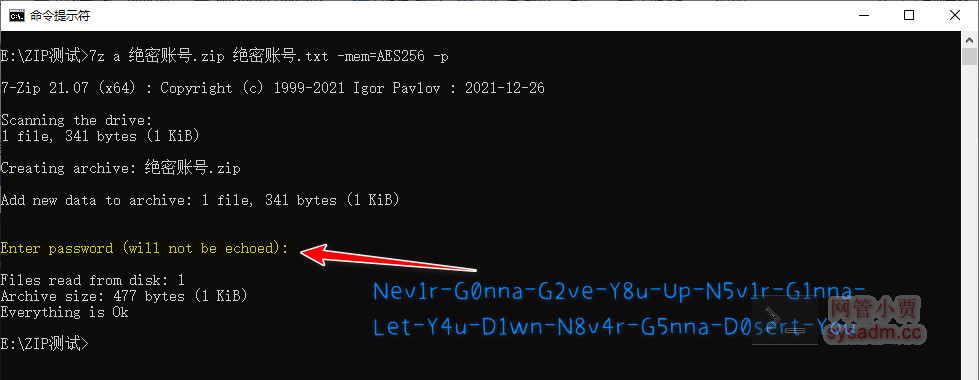 命令提示符
E:\ZIP测试>7z a 绝密账号.zip 绝密账号.txt -mem=AES256 -p
7-Zip 21.07 (x64) : Copyright (c) 1999-2021 Igor Pavlov : 2021-12-26
Scanning the drive:
1 file, 341 bytes (1 KiB)
Creating archive: 绝密账号.zip
Add new data to archive: 1 file, 341 bytes (1 KiB)
Enter password (will not be echoed):
Files read from disk: 1
Archive size: 477 bytes (1 KiB)
Everything is Ok
E:\ZIP测试>
Nev1r-G0nna-G2ve-Y8u-Up-N5v1r-G1nna-
Let-Y4u-D1wn-N8v4r-G5nna-D0sert-You
网管小贾
sysadm.cc